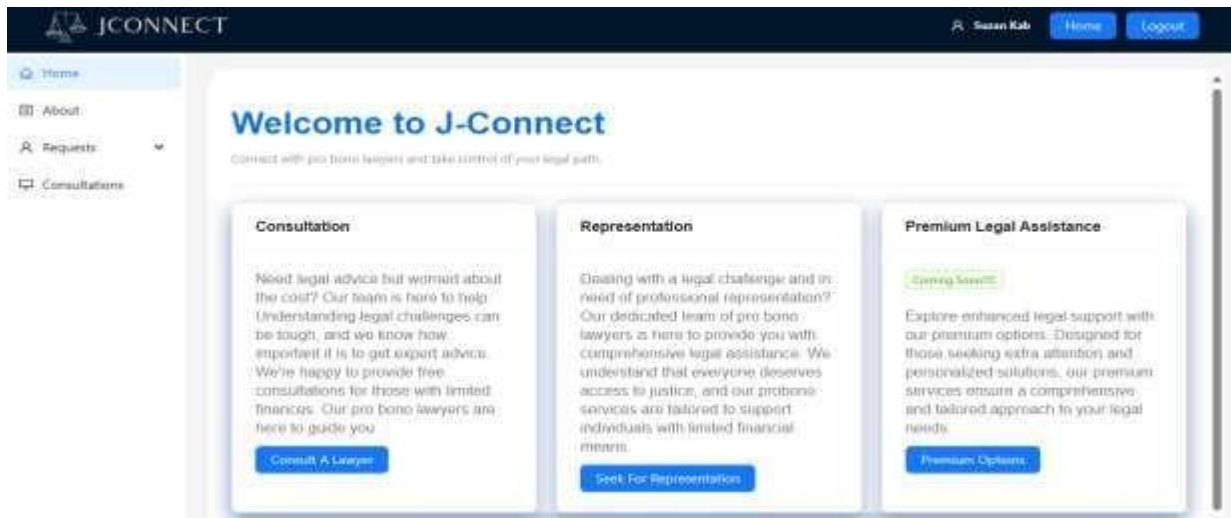 JCONNECT
Suzan Kab
Home
Logout
Home
About
Requests
Consultations
Welcome to J-Connect
Connect with pro bono lawyers and take control of your legal path.
Consultation
Need legal advice but worried about
the cost? Our team is here to help
Understanding legal challenges can
be tough, and we know how
important it is to get expert advice.
We're happy to provide free
consultations for those with limited
finances. Our pro bono lawyers are
here to guide you
Consult A Lawyer
Representation
Dealing with a legal challenge and in
need of professional representation?
Our dedicated team of pro bono
lawyers is here to provide you with
comprehensive legal assistance. We
understand that everyone deserves
access to justice, and our probono
services are tailored to support
individuals with limited financial
means.
Seek For Representation
Premium Legal Assistance
Coming Soon!!!
Explore enhanced legal support with
our premium options. Designed for
those seeking extra attention and
personalized solutions, our premium
services ensure a comprehensive
and tailored approach to your legal
needs.
Premium Options